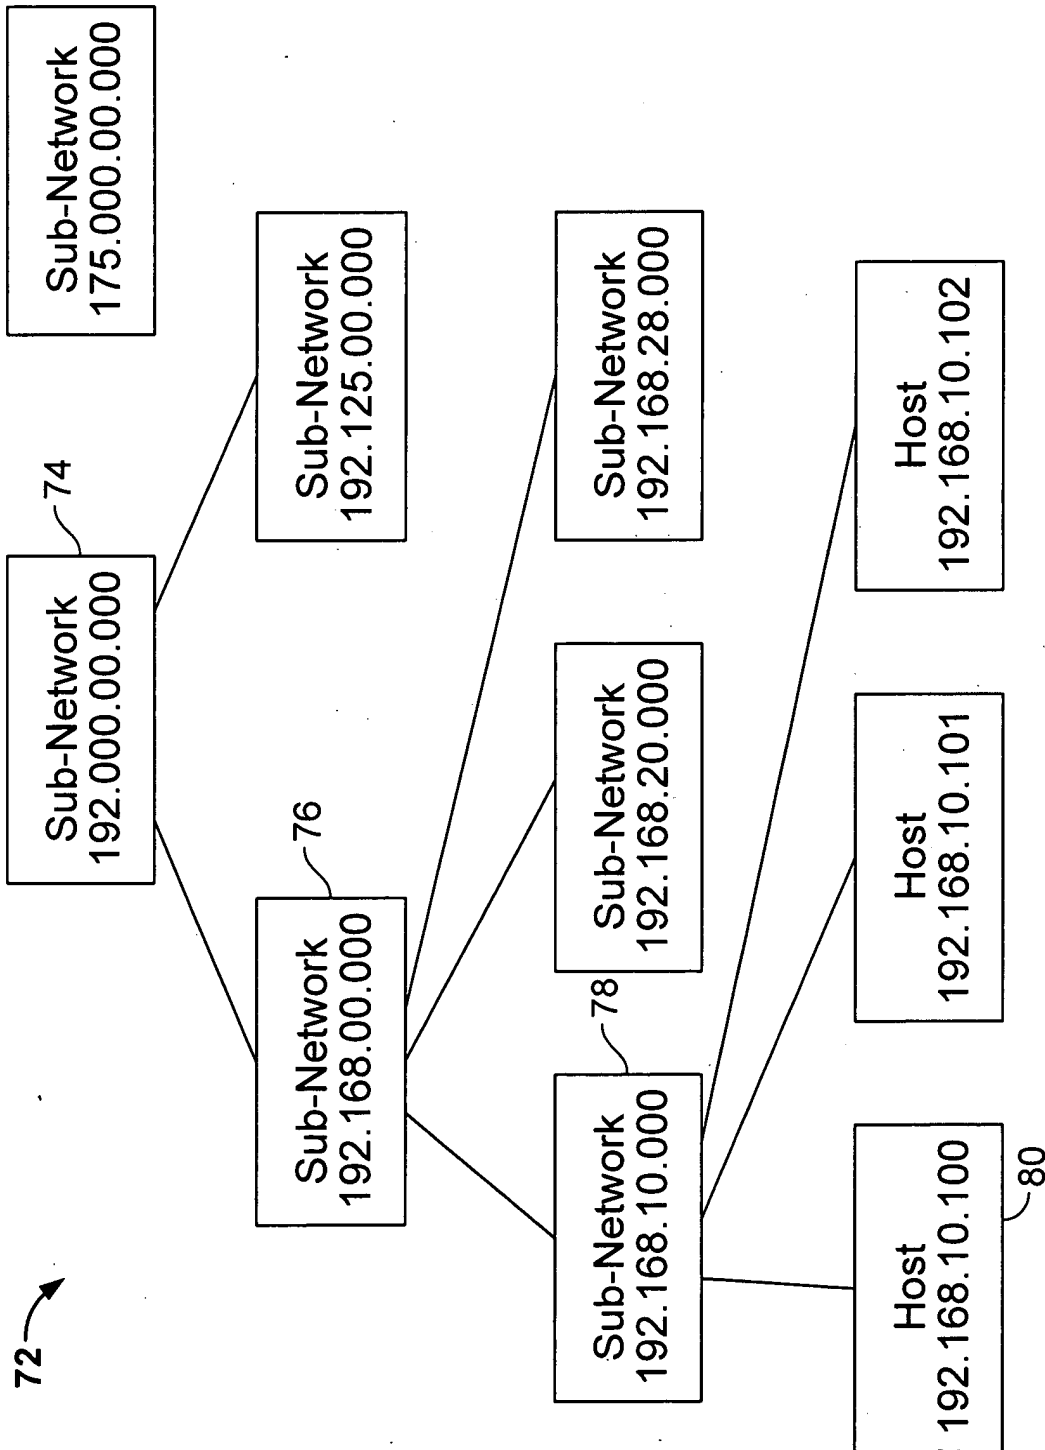 72
Sub-Network
192.000.00.000
74
Sub-Network
175.000.00.000
Sub-Network
192.168.00.000
76
Sub-Network
192.125.00.000
Sub-Network
192.168.10.000
78
Sub-Network
192.168.20.000
Sub-Network
192.168.28.000
Host
192.168.10.100
80
Host
192.168.10.101
Host
192.168.10.102